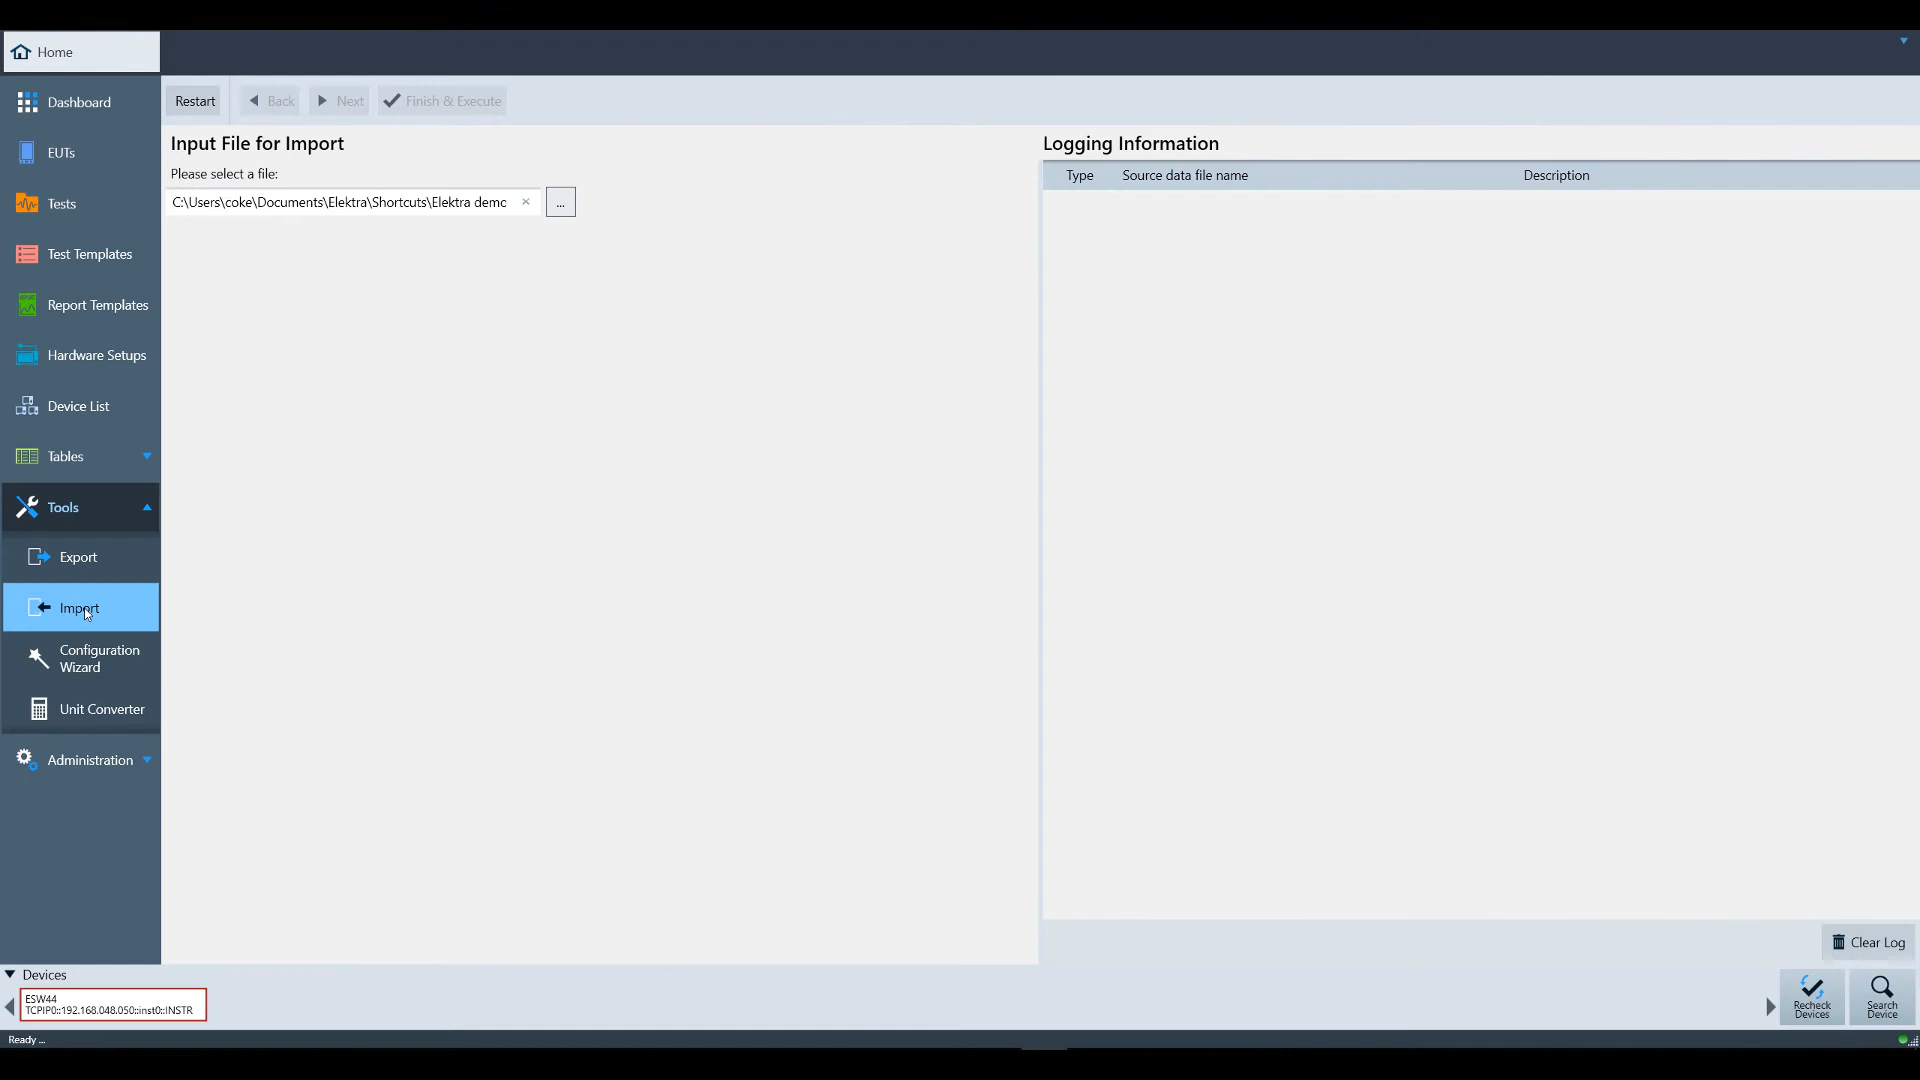 Home
Dashboard
EUTs
Tests
Test Templates
Report Templates
Hardware Setups
Device List
Tables
Tools
Export
Import
Configuration
Wizard
Unit Converter
Administration
Restart
Back
Next
Finish & Execute
Input File for Import
Please select a file:
C:\Users\coke\Documents\Elektra\Shortcuts\Elektra demo
...
Logging Information
Type Source data file name Description
Clear Log
Devices
ESW44
TCPIP0::192.168.048.050::inst0::INSTR
Recheck
Devices
Search
Device
Ready ...